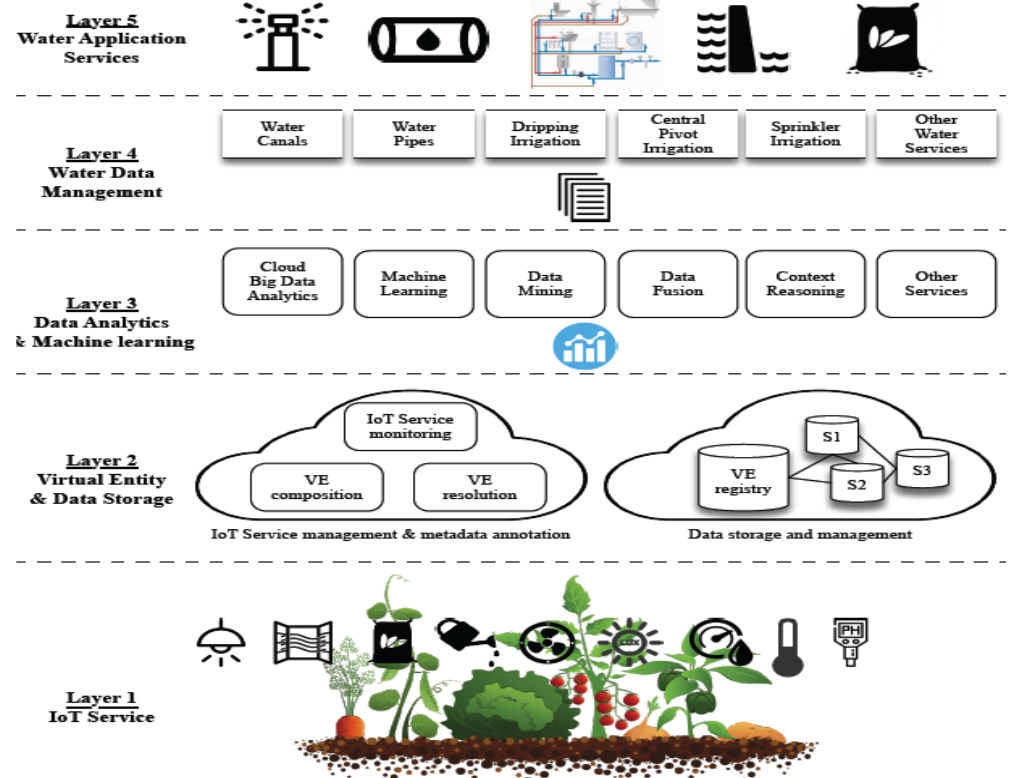 Layer 5
Water Application
Services
Water
Canals
Water
Pipes
Dripping
Irrigation
Central
Pivot
Irrigation
Sprinkler
Irrigation
Other
Water
Services
Layer 4
Water Data
Management
Cloud
Big Data
Analytics
Machine
Learning
Data
Mining
Data
Fusion
Context
Reasoning
Other
Services
Layer 3
Data Analytics
& Machine learning
IoT Service
monitoring
VE
composition
VE
resolution
Layer 2
Virtual Entity
& Data Storage
VE
registry
S1
S2
S3
IoT Service management & metadata annotation
Data storage and management
LUX
PH
Layer 1
IoT Service